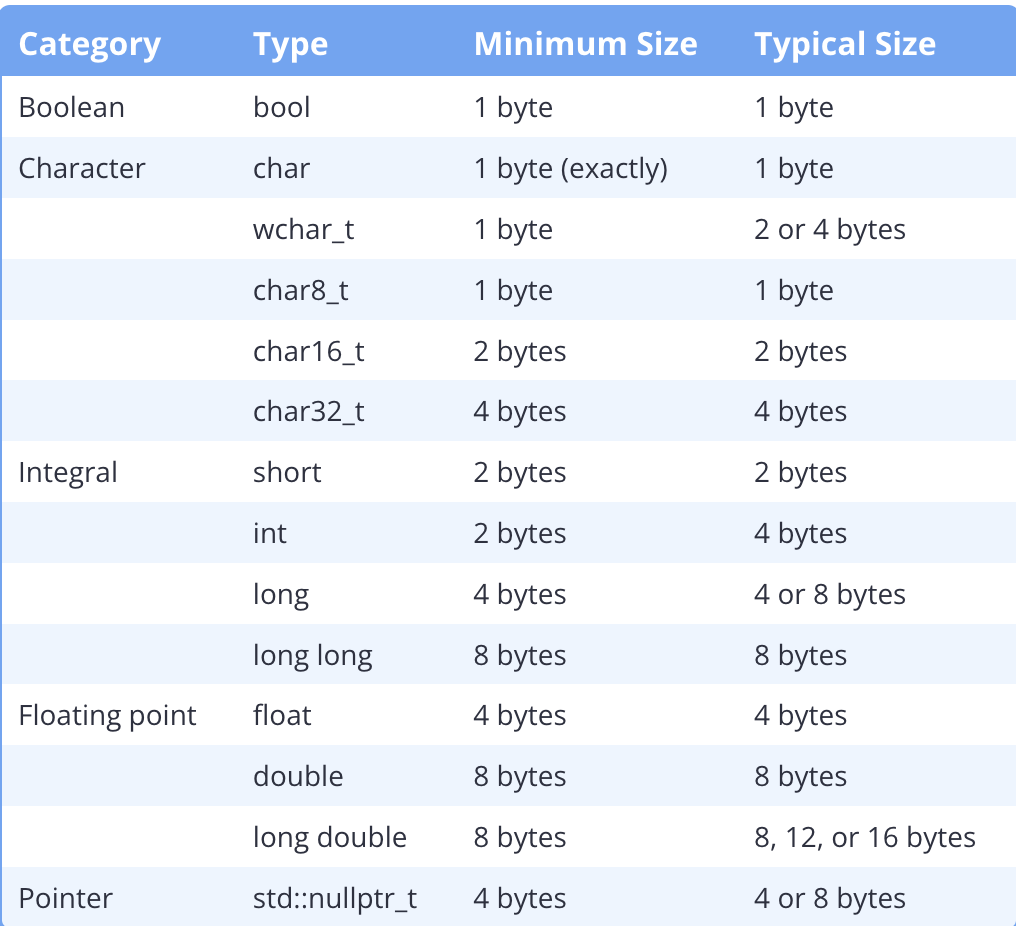 Category Type Minimum Size Typical Size
Boolean bool 1 byte 1 byte
Character char 1 byte (exactly) 1 byte
wchar_t 1 byte 2 or 4 bytes
char8_t 1 byte 1 byte
char16_t 2 bytes 2 bytes
char32_t 4 bytes 4 bytes
Integral short 2 bytes 2 bytes
int 2 bytes 4 bytes
long 4 bytes 4 or 8 bytes
long long 8 bytes 8 bytes
Floating point float 4 bytes 4 bytes
double 8 bytes 8 bytes
long double 8 bytes 8, 12, or 16 bytes
Pointer std::nullptr_t 4 bytes 4 or 8 bytes